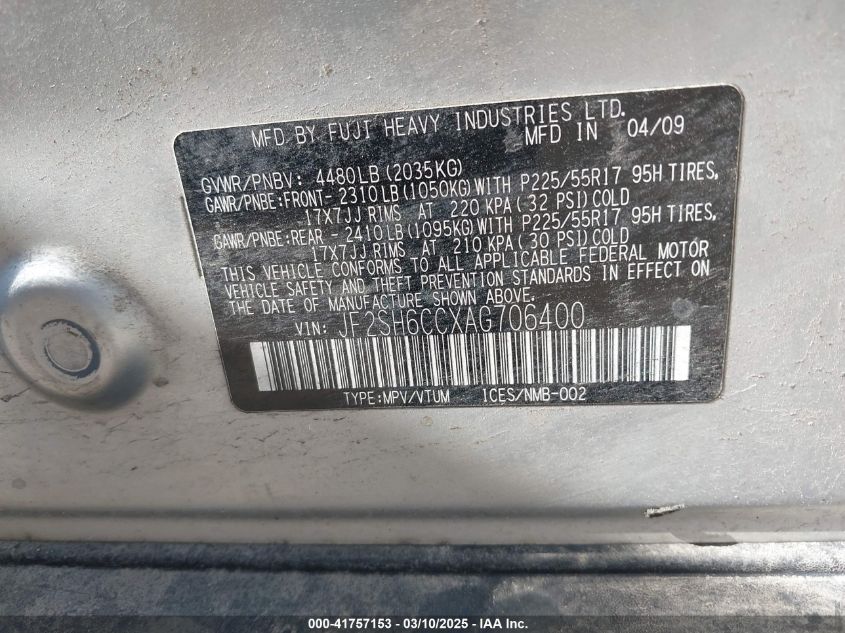 MFD BY FUJI HEAVY INDUSTRIES LTD.
MFD IN 04/09
GVWR/PNBV: 4480LB (2035KG)
GAWR/PNBE:FRONT- 2310LB (1050KG) WITH P225/55R17 95H TIRES,
17X7JJ RIMS AT 220 KPA (32 PSI) COLD
GAWR/PNBE:REAR - 2410LB (1095KG) WITH P225/55R17 95H TIRES,
17X7JJ RIMS AT 210 KPA (30 PSI) COLD
THIS VEHICLE CONFORMS TO ALL APPLICABLE FEDERAL MOTOR
VEHICLE SAFETY AND THEFT PREVENTION STANDARDS IN EFFECT ON
THE DATE OF MANUFACTURE SHOWN ABOVE.
VIN: JF2SH6CCXAG706400
TYPE:MPV/VTUM ICES/NMB-002
000-41757153 - 03/10/2025 - IAA Inc.